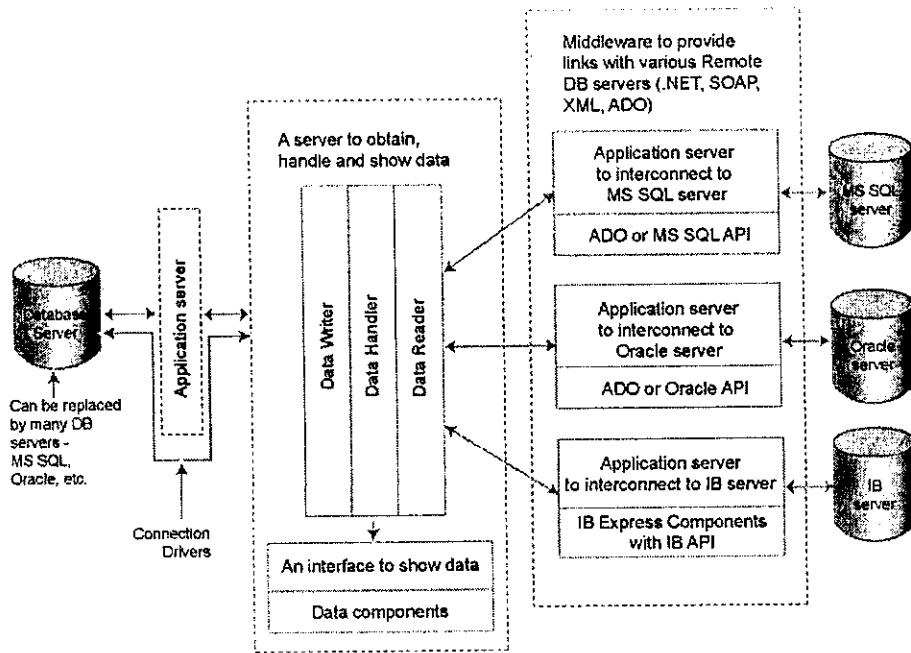 Middleware to provide
links with various Remote
DB servers (.NET, SOAP,
XML, ADO)
A server to obtain,
handle and show data
Application server
to interconnect to
MS SQL server
ADO or MS SQL API
MS SQL
server
Database
Server
Application server
Data Writer
Data Handler
Data Reader
Application server
to interconnect to
Oracle server
ADO or Oracle API
Oracle
server
Can be replaced
by many DB
servers -
MS SQL,
Oracle, etc.
Connection
Drivers
Application server
to interconnect to IB server
IB Express Components
with IB API
IB
server
An interface to show data
Data components